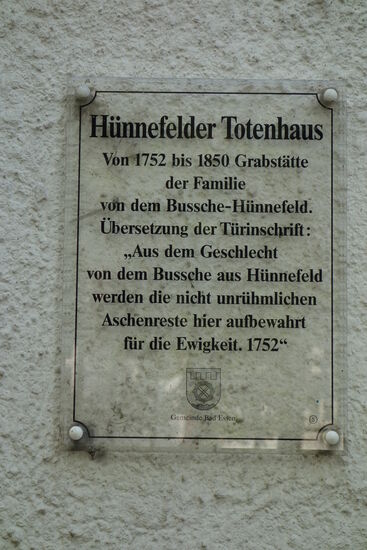 Hünnefelder Totenhaus
Von 1752 bis 1850 Grabstätte
der Familie
von dem Bussche-Hünnefeld.
Übersetzung der Türinschrift:
„Aus dem Geschlecht
von dem Bussche aus Hünnefeld
werden die nicht unrühmlichen
Aschenreste hier aufbewahrt
für die Ewigkeit. 1752“
Gemeinde Bad Essen